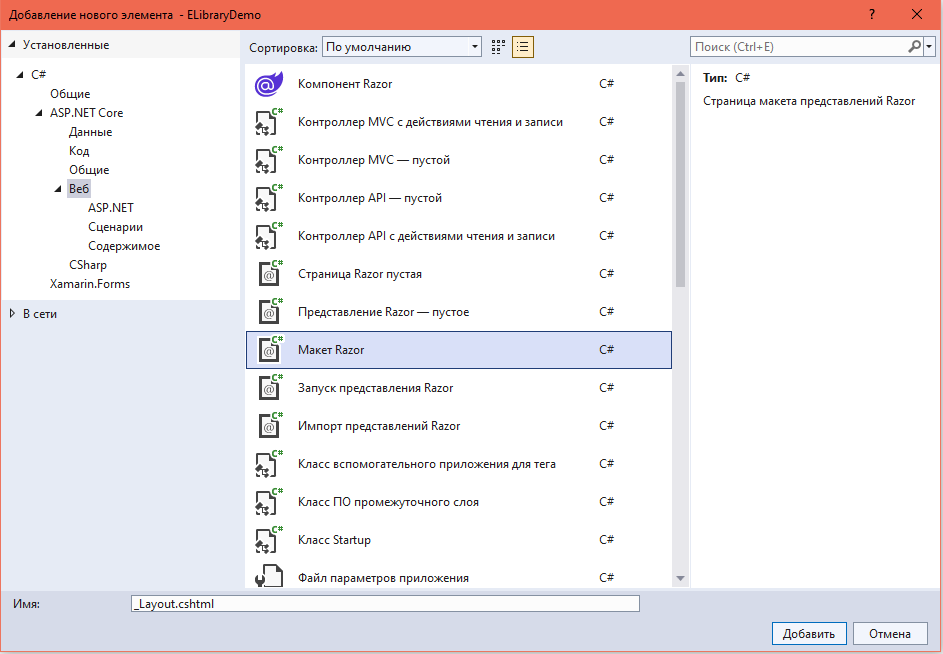 Добавление нового элемента - ELibraryDemo
?
Установленные
C#
Общие
ASP.NET Core
Данные
Код
Общие
Веб
ASP.NET
Сценарии
Содержимое
CSharp
Xamarin.Forms
В сети
Сортировка: По умолчанию
Поиск (Ctrl+E)
Компонент Razor C#
C# Контроллер MVC с действиями чтения и записи C#
C# Контроллер MVC — пустой C#
C# Контроллер API — пустой C#
C# Контроллер API с действиями чтения и записи C#
C# Страница Razor пустая C#
C# Представление Razor — пустое C#
C# Макет Razor C#
C# Запуск представления Razor C#
C# Импорт представлений Razor C#
C# Класс вспомогательного приложения для тега C#
C# Класс ПО промежуточного слоя C#
C# Класс Startup C#
Файл параметров приложения C#
Тип: C#
Страница макета представлений Razor
Имя: _Layout.cshtml
Добавить Отмена